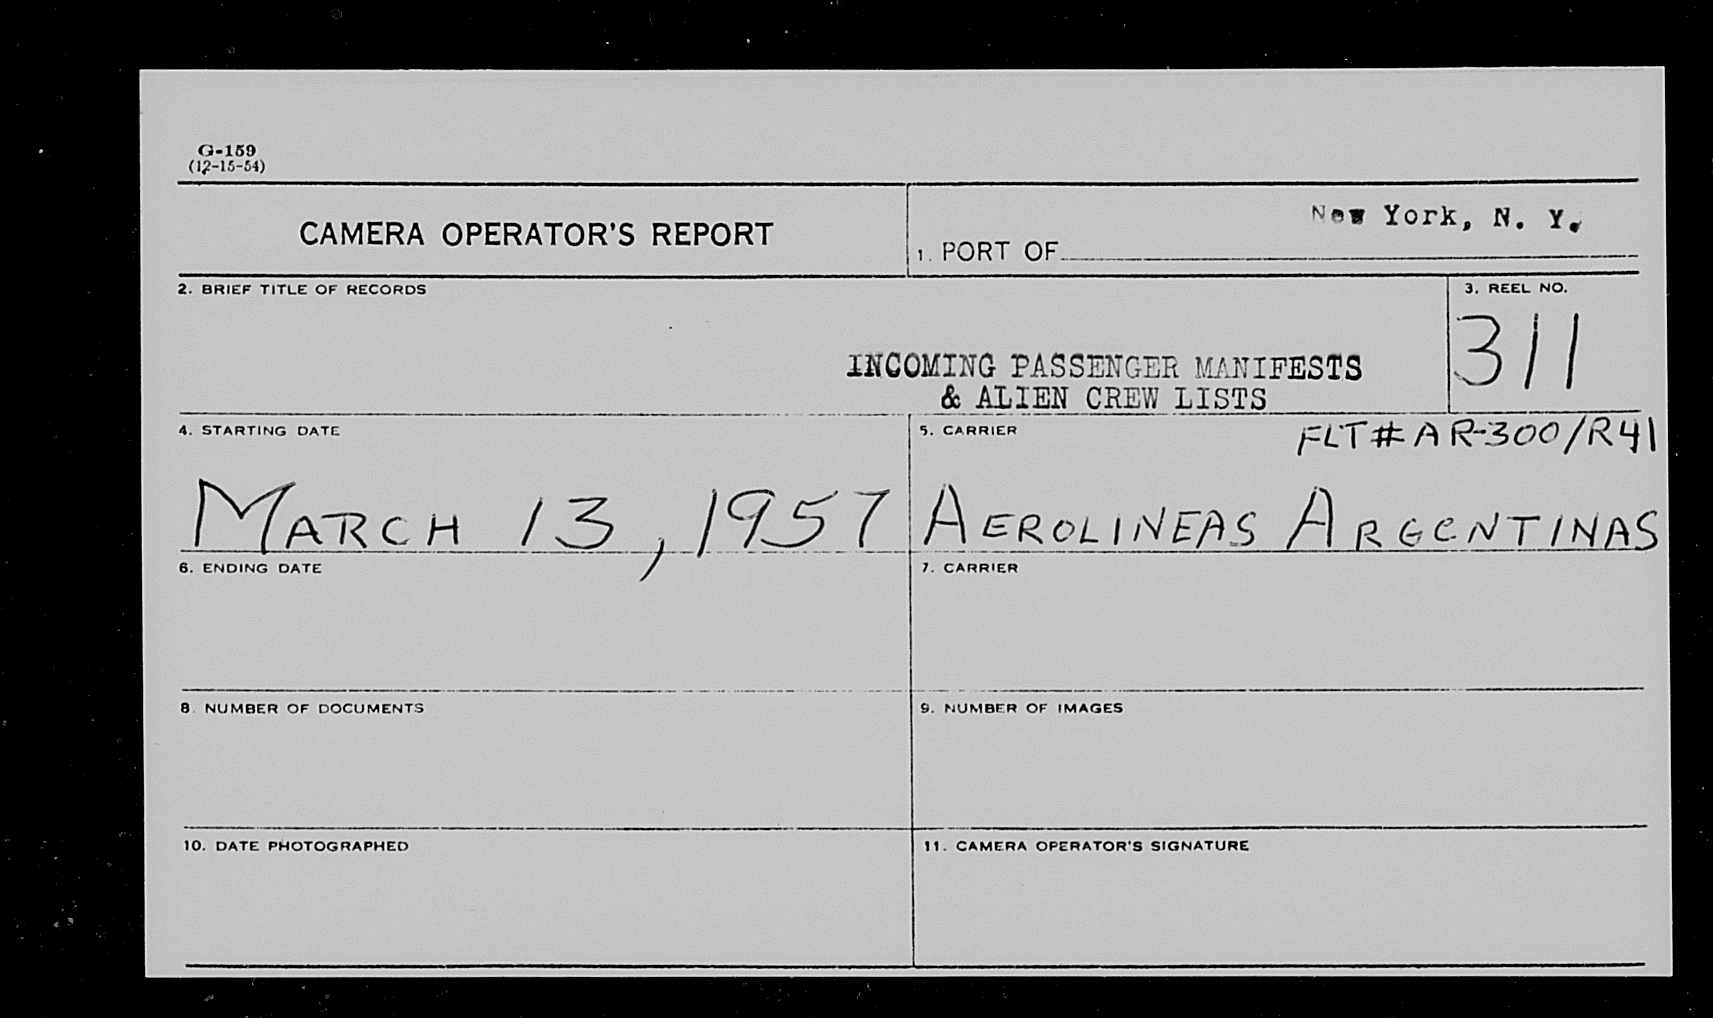 G-159
(12-15-54)
CAMERA OPERATOR'S REPORT
1. PORT OF New York, N. Y.
2. BRIEF TITLE OF RECORDS
INCOMING PASSENGER MANIFESTS
& ALIEN CREW LISTS
3. REEL NO.
311
4. STARTING DATE
MARCH 13, 1957
5. CARRIER
FLT#AR-300/R41
AEROLINEAS ARGENTINAS
6. ENDING DATE
7. CARRIER
8. NUMBER OF DOCUMENTS
9. NUMBER OF IMAGES
10. DATE PHOTOGRAPHED
11. CAMERA OPERATOR'S SIGNATURE